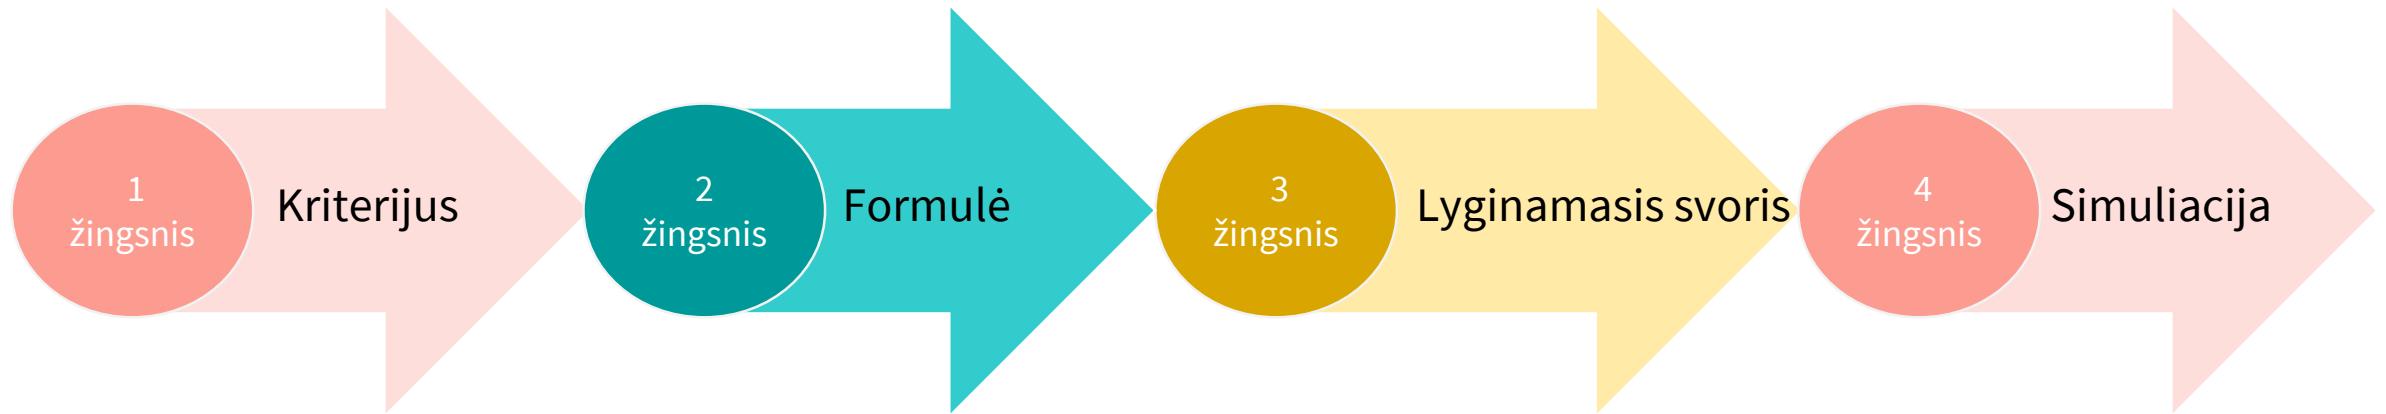 1
žingsnis
Kriterijus
2
žingsnis
Formulė
3
žingsnis
Lyginamasis svoris
4
žingsnis
Simuliacija